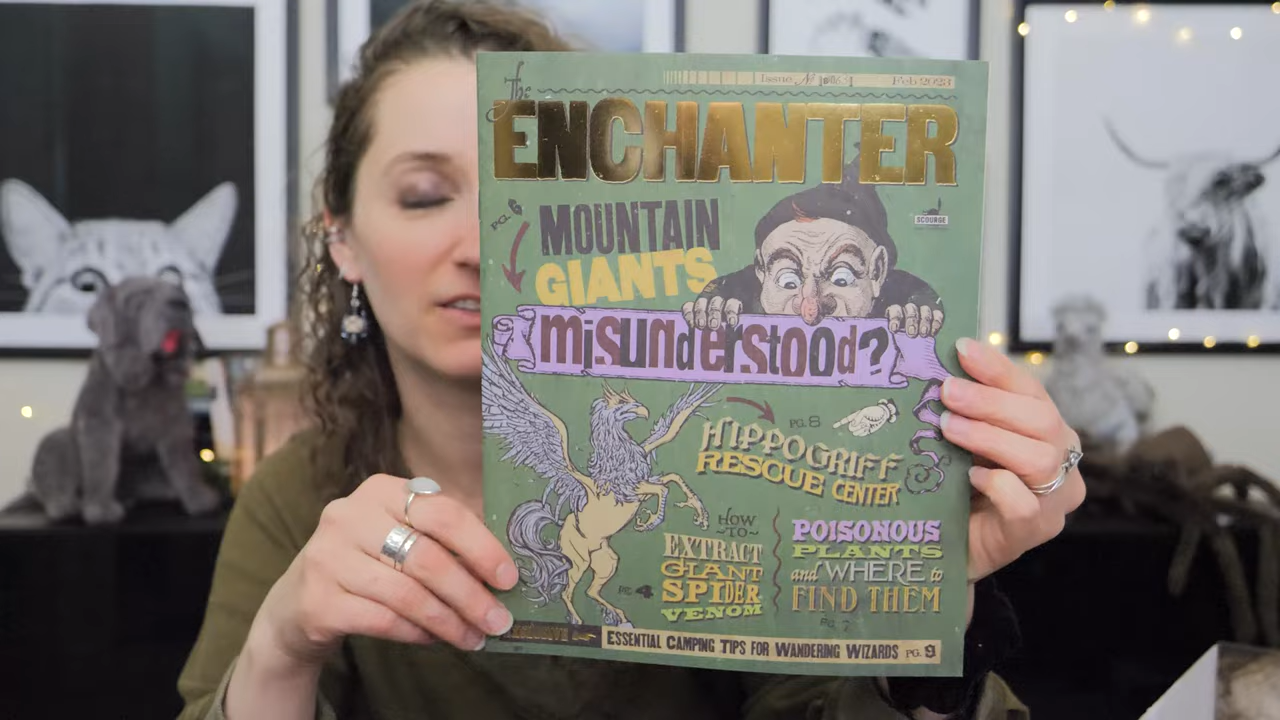 The
Issue № Feb 2023
ENCHANTER
SCOURGE
PG. 6
MOUNTAIN
GIANTS
misunderstood?
PG. 8
HIPPOGRIFF
RESCUE CENTER
HOW
~TO~
EXTRACT
GIANT
SPIDER
VENOM
PG. 4
POISONOUS
PLANTS
and WHERE to
FIND THEM
PG. 7
ESSENTIAL CAMPING TIPS FOR WANDERING WIZARDS PG. 9